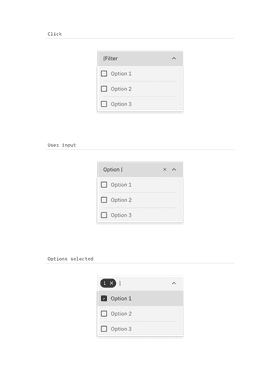 Click
|Filter
Option 1
Option 2
Option 3
User input
Option |
Option 1
Option 2
Option 3
Options selected
1 × |
Option 1
Option 2
Option 3